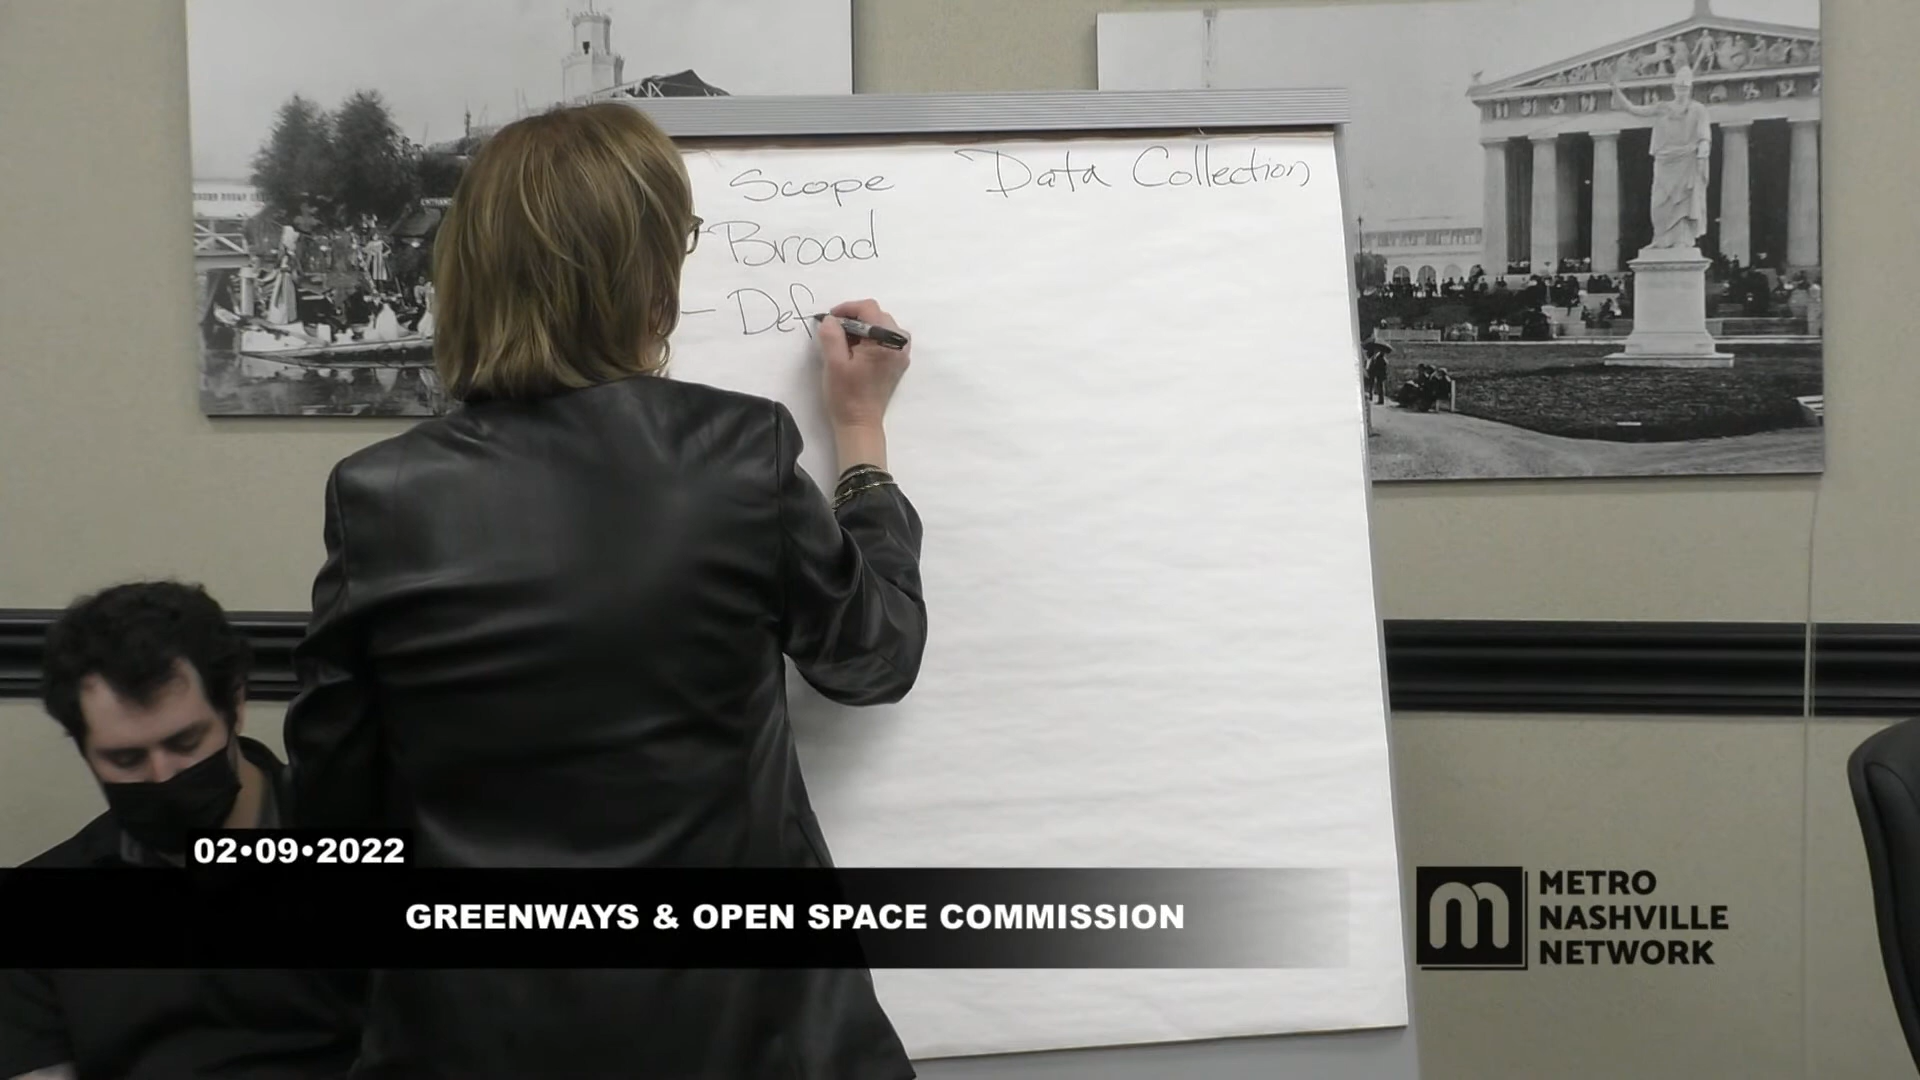 Scope
Data Collection
- Broad
- Def
02•09•2022
GREENWAYS & OPEN SPACE COMMISSION
m
METRO
NASHVILLE
NETWORK